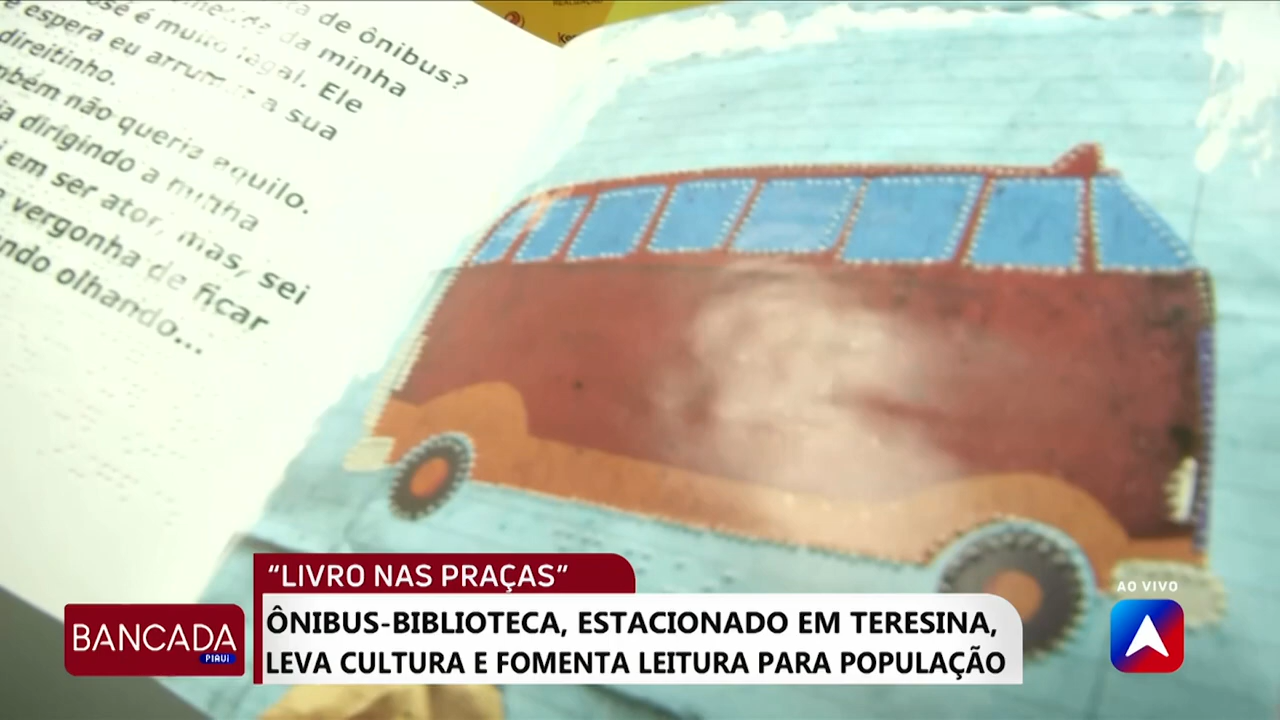 de ônibus?
da minha
é muito legal. Ele
espera eu arrumar a sua
direitinho.
não queria aquilo.
dirigindo a minha
em ser ator, mas, sei
vergonha de ficar
olhando...
“LIVRO NAS PRAÇAS”
BANCADA
PIAUÍ
ÔNIBUS-BIBLIOTECA, ESTACIONADO EM TERESINA,
LEVA CULTURA E FOMENTA LEITURA PARA POPULAÇÃO
AO VIVO